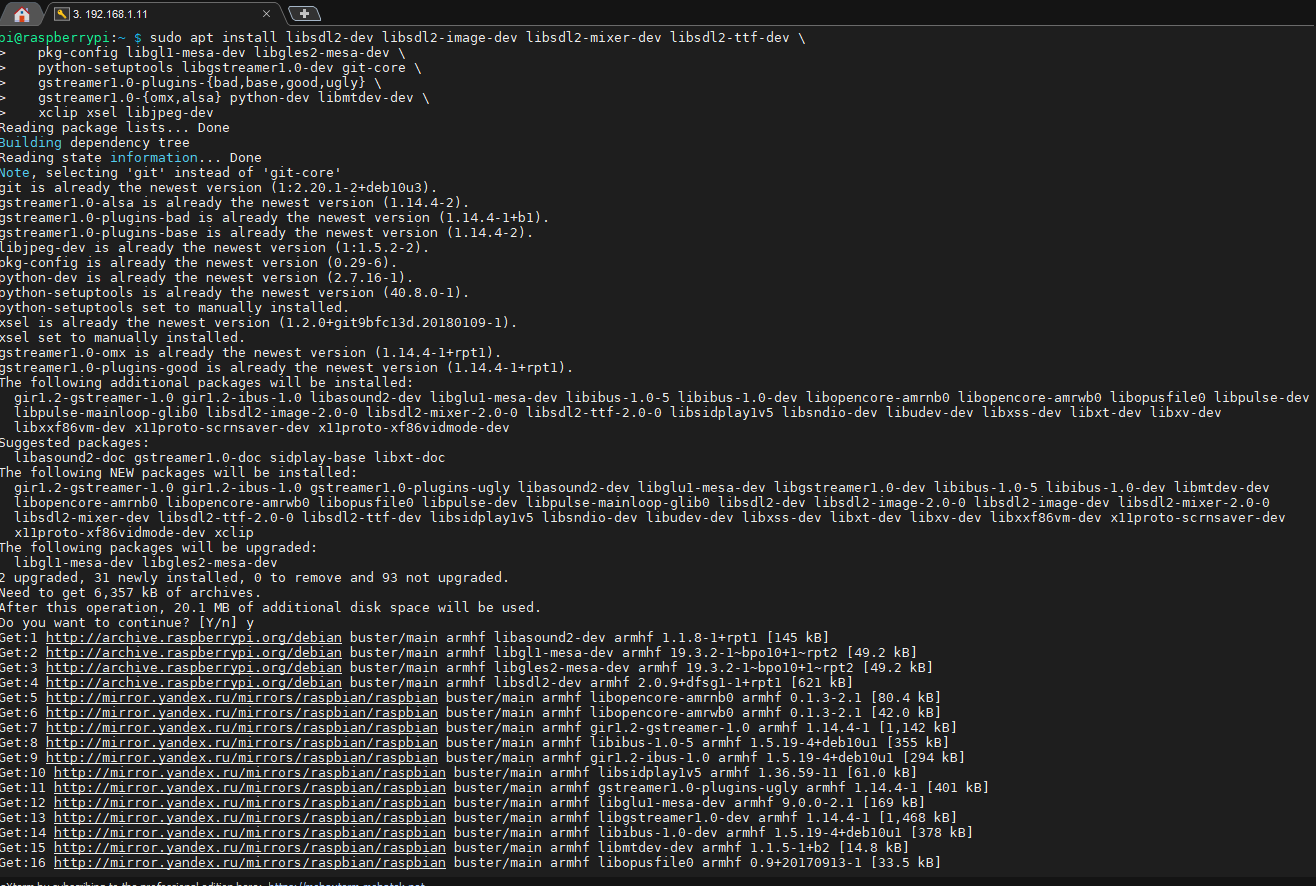 3. 192.168.1.11
pi@raspberrypi:~ $ sudo apt install libsdl2-dev libsdl2-image-dev libsdl2-mixer-dev libsdl2-ttf-dev \
>    pkg-config libgl1-mesa-dev libgles2-mesa-dev \
>    python-setuptools libgstreamer1.0-dev git-core \
>    gstreamer1.0-plugins-{bad,base,good,ugly} \
>    gstreamer1.0-{omx,alsa} python-dev libmtdev-dev \
>    xclip xsel libjpeg-dev
Reading package lists... Done
Building dependency tree
Reading state information... Done
Note, selecting 'git' instead of 'git-core'
git is already the newest version (1:2.20.1-2+deb10u3).
gstreamer1.0-alsa is already the newest version (1.14.4-2).
gstreamer1.0-plugins-bad is already the newest version (1.14.4-1+b1).
gstreamer1.0-plugins-base is already the newest version (1.14.4-2).
libjpeg-dev is already the newest version (1:1.5.2-2).
pkg-config is already the newest version (0.29-6).
python-dev is already the newest version (2.7.16-1).
python-setuptools is already the newest version (40.8.0-1).
python-setuptools set to manually installed.
xsel is already the newest version (1.2.0+git9bfc13d.20180109-1).
xsel set to manually installed.
gstreamer1.0-omx is already the newest version (1.14.4-1+rpt1).
gstreamer1.0-plugins-good is already the newest version (1.14.4-1+rpt1).
The following additional packages will be installed:
  gir1.2-gstreamer-1.0 gir1.2-ibus-1.0 libasound2-dev libglu1-mesa-dev libibus-1.0-5 libibus-1.0-dev libopencore-amrnb0 libopencore-amrwb0 libopusfile0 libpulse-dev
  libpulse-mainloop-glib0 libsdl2-image-2.0-0 libsdl2-mixer-2.0-0 libsdl2-ttf-2.0-0 libsidplay1v5 libsndio-dev libudev-dev libxss-dev libxt-dev libxv-dev
  libxxf86vm-dev x11proto-scrnsaver-dev x11proto-xf86vidmode-dev
Suggested packages:
  libasound2-doc gstreamer1.0-doc sidplay-base libxt-doc
The following NEW packages will be installed:
  gir1.2-gstreamer-1.0 gir1.2-ibus-1.0 gstreamer1.0-plugins-ugly libasound2-dev libglu1-mesa-dev libgstreamer1.0-dev libibus-1.0-5 libibus-1.0-dev libmtdev-dev
  libopencore-amrnb0 libopencore-amrwb0 libopusfile0 libpulse-dev libpulse-mainloop-glib0 libsdl2-dev libsdl2-image-2.0-0 libsdl2-image-dev libsdl2-mixer-2.0-0
  libsdl2-mixer-dev libsdl2-ttf-2.0-0 libsdl2-ttf-dev libsidplay1v5 libsndio-dev libudev-dev libxss-dev libxt-dev libxv-dev libxxf86vm-dev x11proto-scrnsaver-dev
  x11proto-xf86vidmode-dev xclip
The following packages will be upgraded:
  libgl1-mesa-dev libgles2-mesa-dev
2 upgraded, 31 newly installed, 0 to remove and 93 not upgraded.
Need to get 6,357 kB of archives.
After this operation, 20.1 MB of additional disk space will be used.
Do you want to continue? [Y/n] y
Get:1 http://archive.raspberrypi.org/debian buster/main armhf libasound2-dev armhf 1.1.8-1+rpt1 [145 kB]
Get:2 http://archive.raspberrypi.org/debian buster/main armhf libgl1-mesa-dev armhf 19.3.2-1~bpo10+1~rpt2 [49.2 kB]
Get:3 http://archive.raspberrypi.org/debian buster/main armhf libgles2-mesa-dev armhf 19.3.2-1~bpo10+1~rpt2 [49.2 kB]
Get:4 http://archive.raspberrypi.org/debian buster/main armhf libsdl2-dev armhf 2.0.9+dfsg1-1+rpt1 [621 kB]
Get:5 http://mirror.yandex.ru/mirrors/raspbian/raspbian buster/main armhf libopencore-amrnb0 armhf 0.1.3-2.1 [80.4 kB]
Get:6 http://mirror.yandex.ru/mirrors/raspbian/raspbian buster/main armhf libopencore-amrwb0 armhf 0.1.3-2.1 [42.0 kB]
Get:7 http://mirror.yandex.ru/mirrors/raspbian/raspbian buster/main armhf gir1.2-gstreamer-1.0 armhf 1.14.4-1 [1,142 kB]
Get:8 http://mirror.yandex.ru/mirrors/raspbian/raspbian buster/main armhf libibus-1.0-5 armhf 1.5.19-4+deb10u1 [355 kB]
Get:9 http://mirror.yandex.ru/mirrors/raspbian/raspbian buster/main armhf gir1.2-ibus-1.0 armhf 1.5.19-4+deb10u1 [294 kB]
Get:10 http://mirror.yandex.ru/mirrors/raspbian/raspbian buster/main armhf libsidplay1v5 armhf 1.36.59-11 [61.0 kB]
Get:11 http://mirror.yandex.ru/mirrors/raspbian/raspbian buster/main armhf gstreamer1.0-plugins-ugly armhf 1.14.4-1 [401 kB]
Get:12 http://mirror.yandex.ru/mirrors/raspbian/raspbian buster/main armhf libglu1-mesa-dev armhf 9.0.0-2.1 [169 kB]
Get:13 http://mirror.yandex.ru/mirrors/raspbian/raspbian buster/main armhf libgstreamer1.0-dev armhf 1.14.4-1 [1,468 kB]
Get:14 http://mirror.yandex.ru/mirrors/raspbian/raspbian buster/main armhf libibus-1.0-dev armhf 1.5.19-4+deb10u1 [378 kB]
Get:15 http://mirror.yandex.ru/mirrors/raspbian/raspbian buster/main armhf libmtdev-dev armhf 1.1.5-1+b2 [14.8 kB]
Get:16 http://mirror.yandex.ru/mirrors/raspbian/raspbian buster/main armhf libopusfile0 armhf 0.9+20170913-1 [33.5 kB]